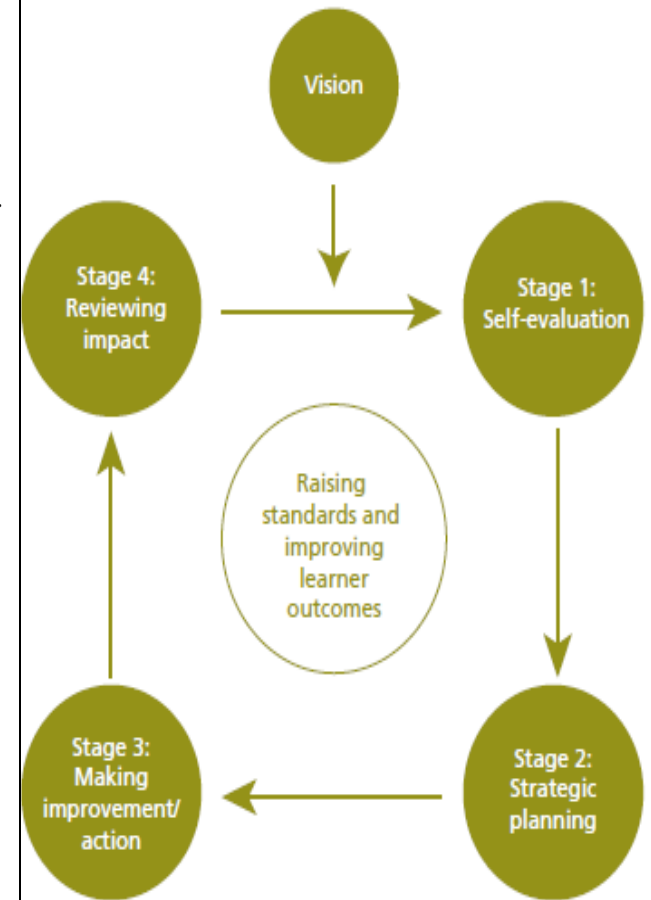 Vision
Stage 4:
Reviewing
impact
Stage 1:
Self-evaluation
Raising
standards and
improving
learner
outcomes
Stage 3:
Making
improvement/
action
Stage 2:
Strategic
planning